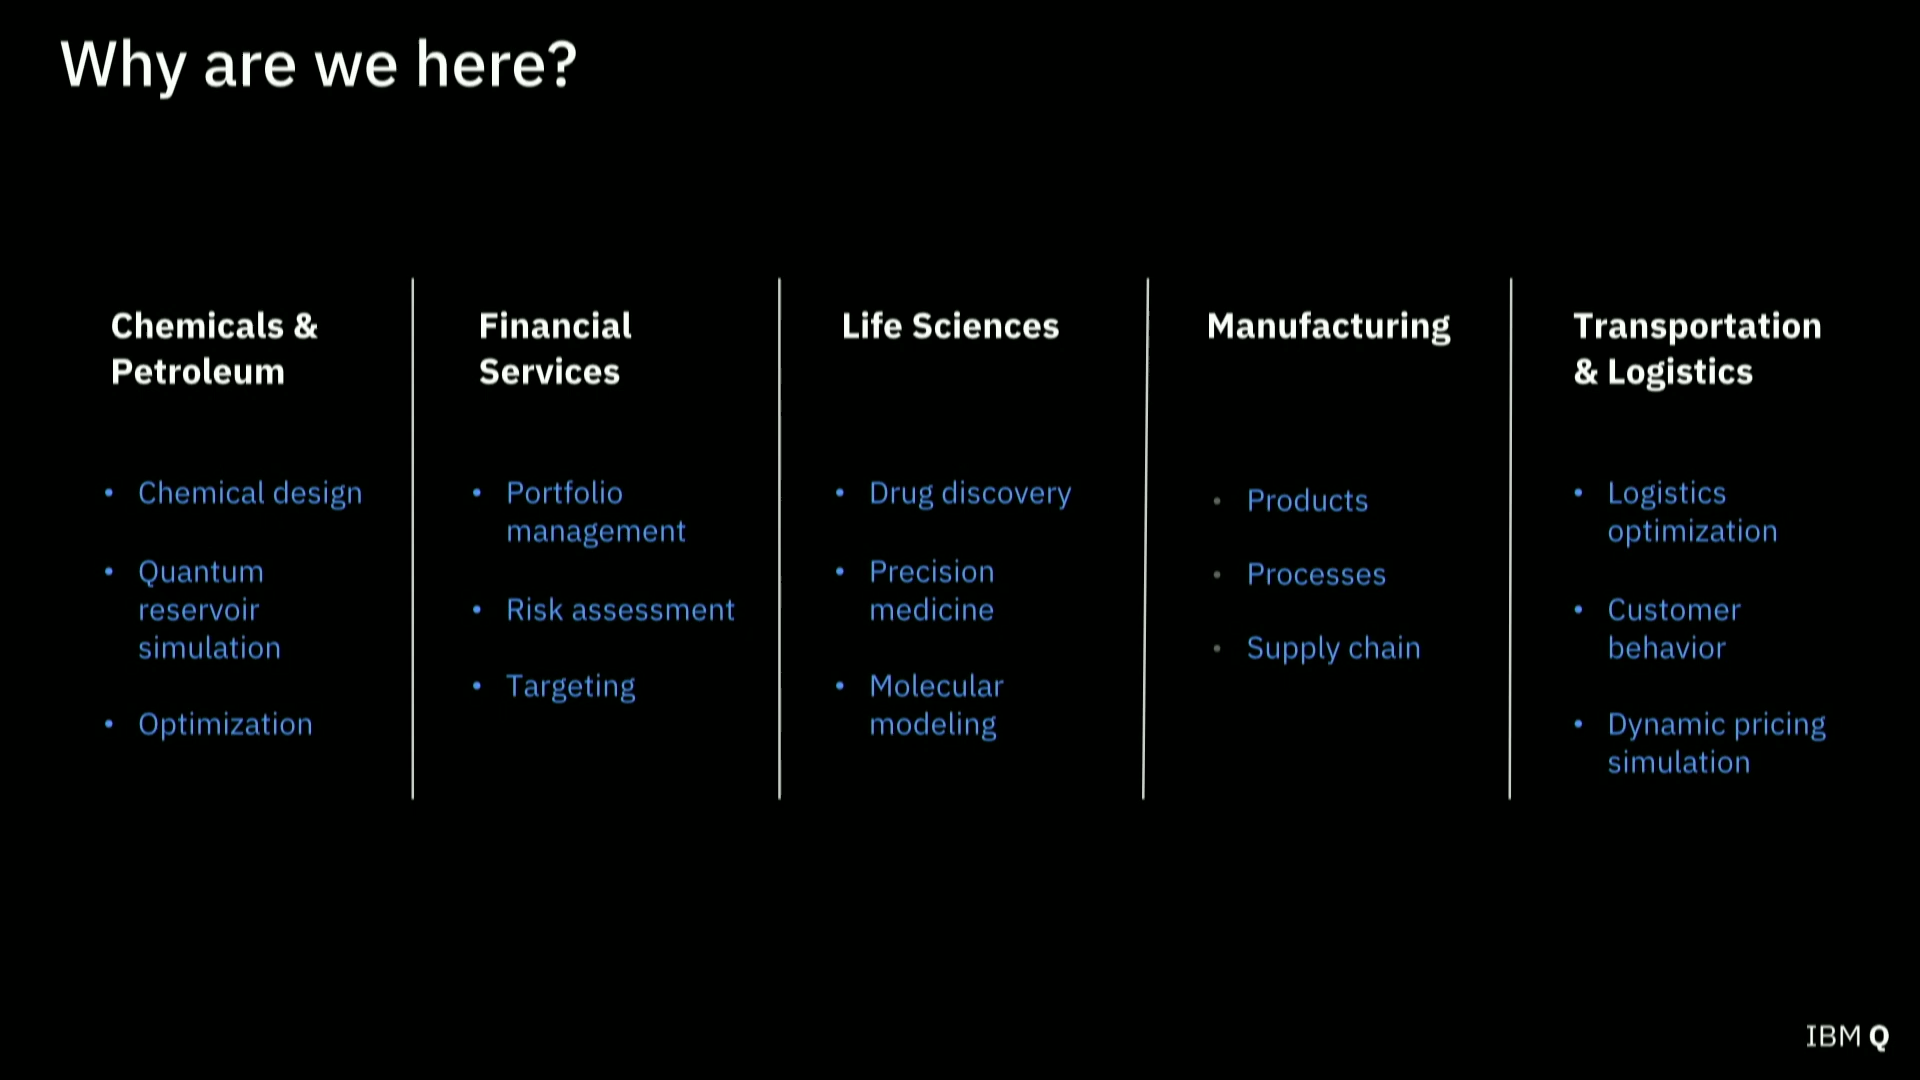 Why are we here?
Chemicals &
Petroleum
• Chemical design
• Quantum
reservoir
simulation
• Optimization
Financial
Services
• Portfolio
management
• Risk assessment
• Targeting
Life Sciences
• Drug discovery
• Precision
medicine
• Molecular
modeling
Manufacturing
• Products
• Processes
• Supply chain
Transportation
& Logistics
• Logistics
optimization
• Customer
behavior
• Dynamic pricing
simulation
IBM Q